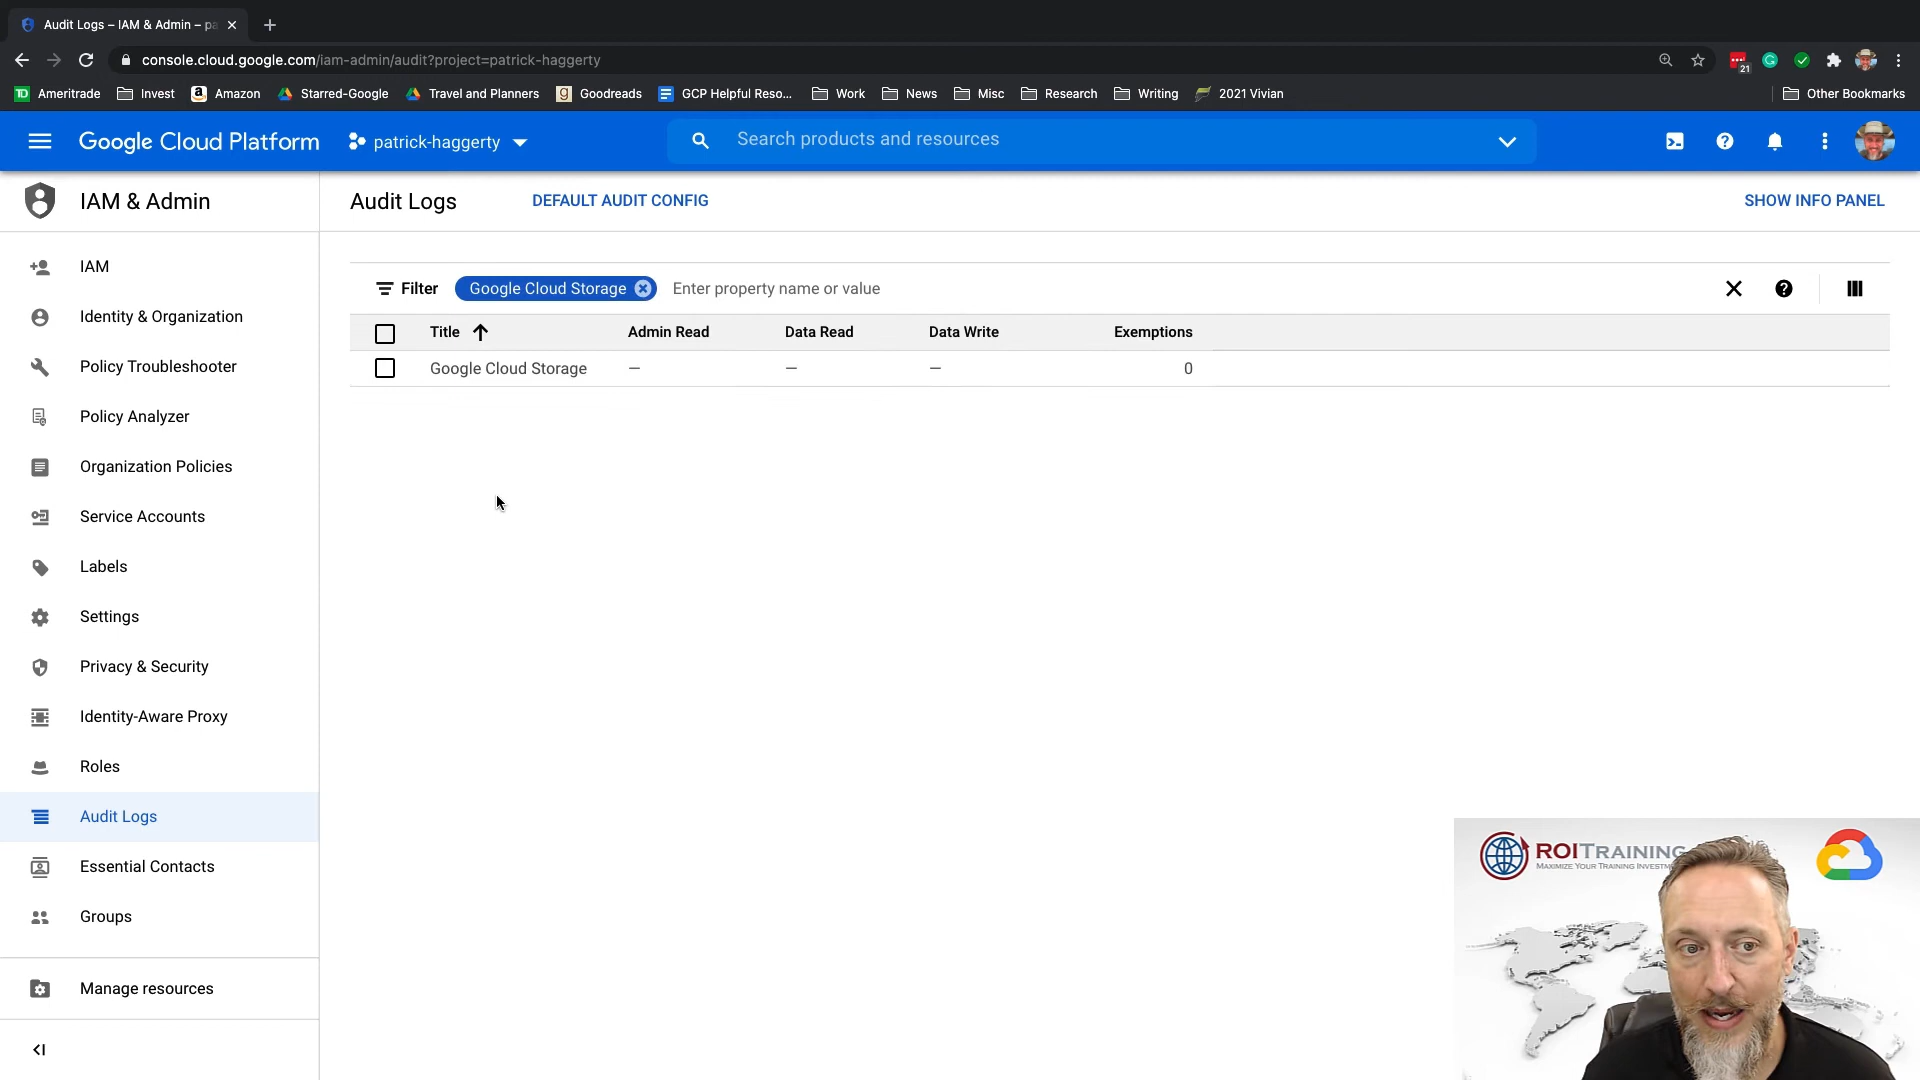 Audit Logs – IAM & Admin – pa
console.cloud.google.com/iam-admin/audit?project=patrick-haggerty
21
TD Ameritrade Invest Amazon Starred-Google Travel and Planners Goodreads GCP Helpful Reso... Work News Misc Research Writing 2021 Vivian Other Bookmarks
Google Cloud Platform patrick-haggerty Search products and resources
IAM & Admin
Audit Logs DEFAULT AUDIT CONFIG SHOW INFO PANEL
IAM
Identity & Organization
Policy Troubleshooter
Policy Analyzer
Organization Policies
Service Accounts
Labels
Settings
Privacy & Security
Identity-Aware Proxy
Roles
Audit Logs
Essential Contacts
Groups
Manage resources
Filter Google Cloud Storage Enter property name or value
Title Admin Read Data Read Data Write Exemptions
Google Cloud Storage — — — 0
ROITRAINING
MAXIMIZE YOUR TRAINING